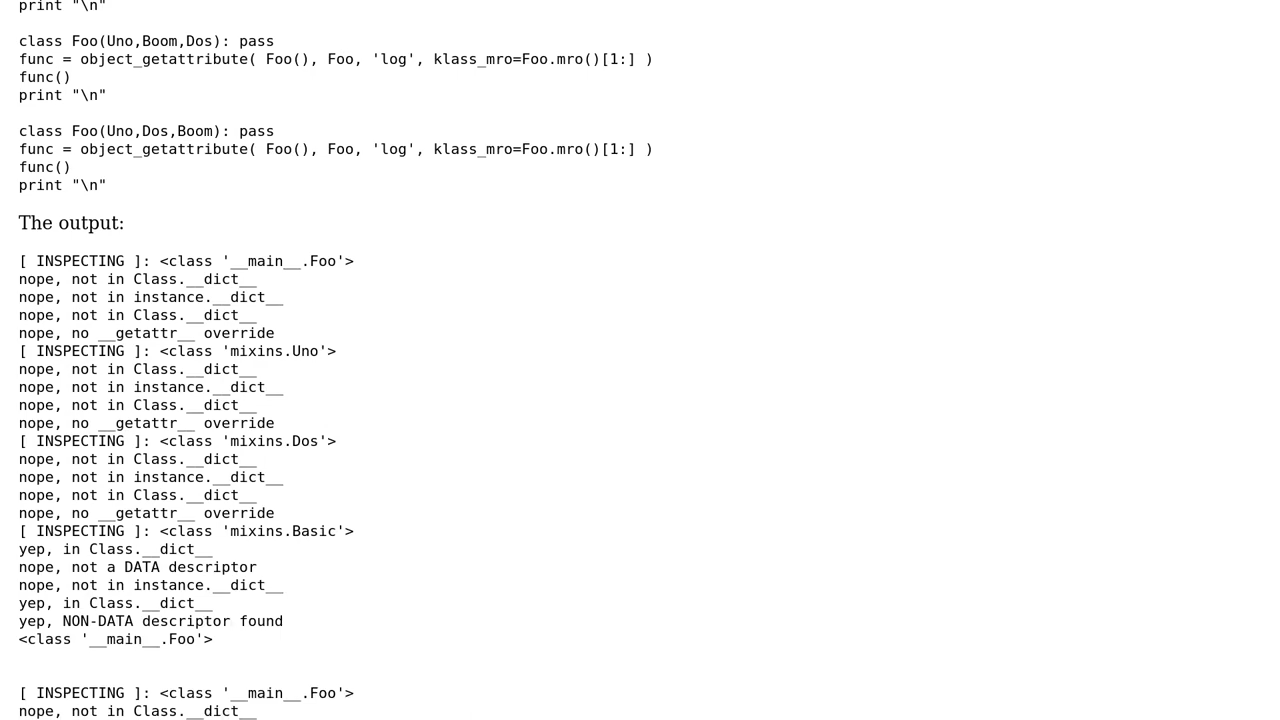 print "\n"
class Foo(Uno,Boom,Dos): pass
func = object_getattribute( Foo(), Foo, 'log', klass_mro=Foo.mro()[1:] )
func()
print "\n"
class Foo(Uno,Dos,Boom): pass
func = object_getattribute( Foo(), Foo, 'log', klass_mro=Foo.mro()[1:] )
func()
print "\n"
The output:
[ INSPECTING ]: <class '__main__.Foo'>
nope, not in Class.__dict__
nope, not in instance.__dict__
nope, not in Class.__dict__
nope, no __getattr__ override
[ INSPECTING ]: <class 'mixins.Uno'>
nope, not in Class.__dict__
nope, not in instance.__dict__
nope, not in Class.__dict__
nope, no __getattr__ override
[ INSPECTING ]: <class 'mixins.Dos'>
nope, not in Class.__dict__
nope, not in instance.__dict__
nope, not in Class.__dict__
nope, no __getattr__ override
[ INSPECTING ]: <class 'mixins.Basic'>
yep, in Class.__dict__
nope, not a DATA descriptor
nope, not in instance.__dict__
yep, in Class.__dict__
yep, NON-DATA descriptor found
<class '__main__.Foo'>
[ INSPECTING ]: <class '__main__.Foo'>
nope, not in Class.__dict__